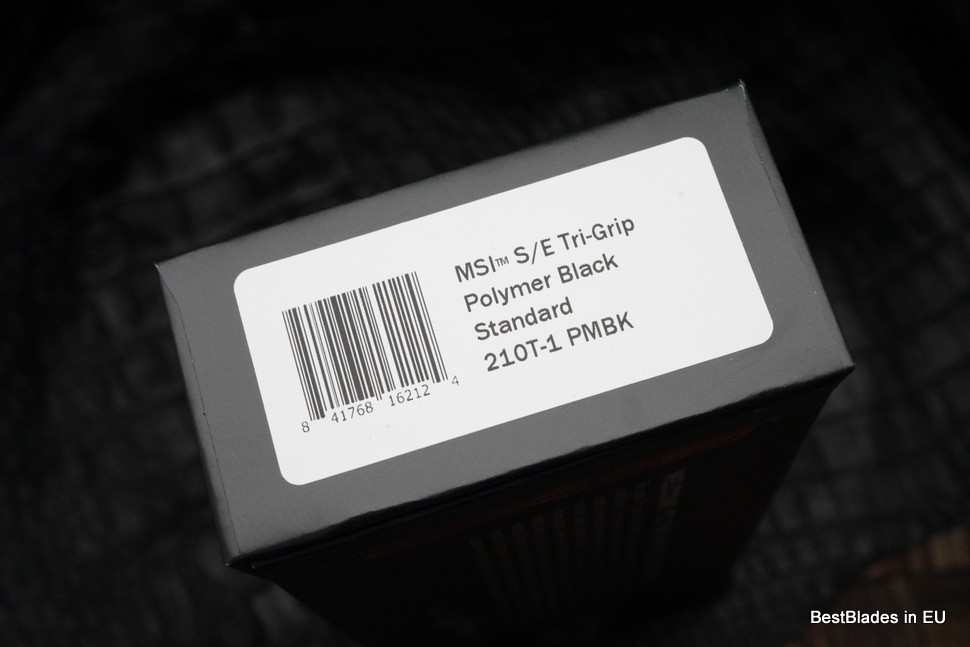 MSI™ S/E Tri-Grip
Polymer Black
Standard
210T-1 PMBK
8 41768 16212 4
BestBlades in EU